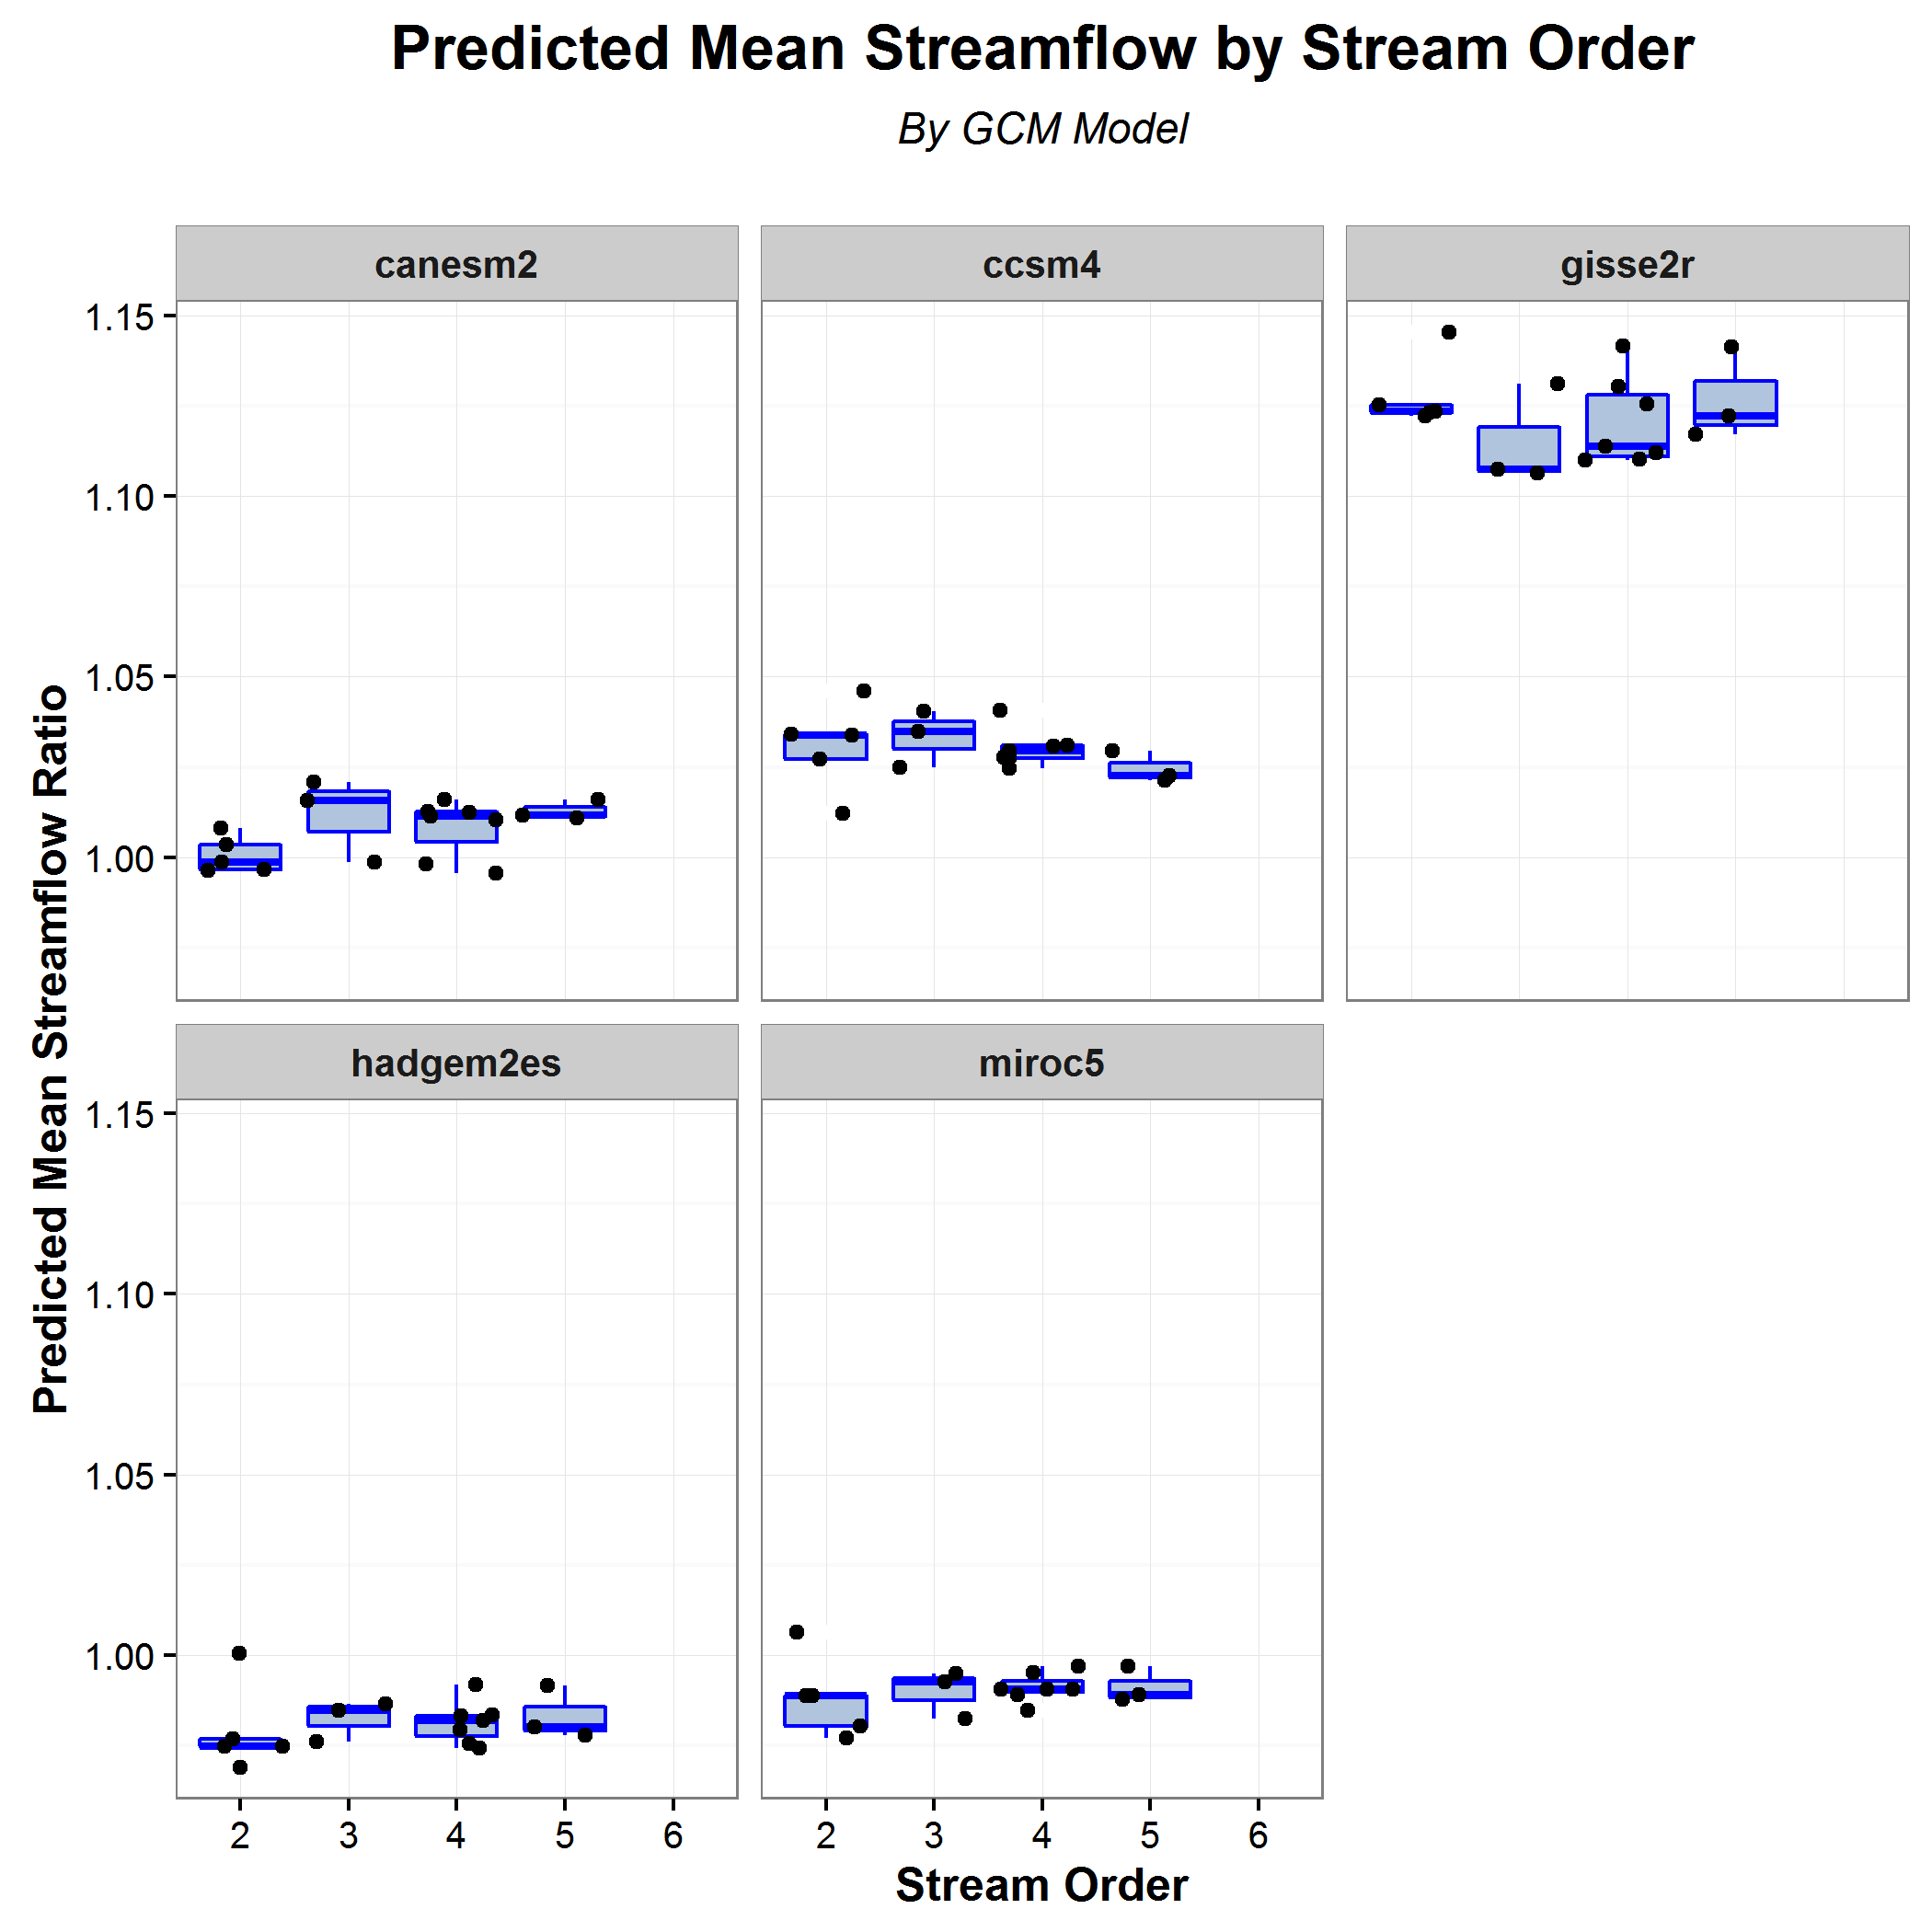 Predicted Mean Streamflow by Stream Order
By GCM Model
canesm2
ccsm4
gisse2r
1.15
1.10
1.05
1.00
Predicted Mean Streamflow Ratio
hadgem2es
miroc5
1.15
1.10
1.05
1.00
2 3 4 5 6
2 3 4 5 6
Stream Order